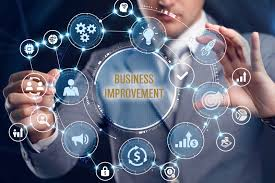 BUSINESS
IMPROVEMENT
$